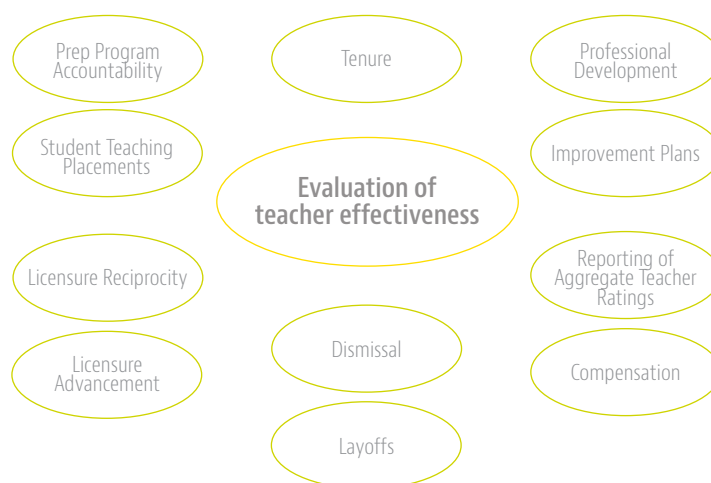 Prep Program
Accountability
Tenure
Professional
Development
Student Teaching
Placements
Improvement Plans
Evaluation of
teacher effectiveness
Licensure Reciprocity
Reporting of
Aggregate Teacher
Ratings
Licensure
Advancement
Dismissal
Compensation
Layoffs